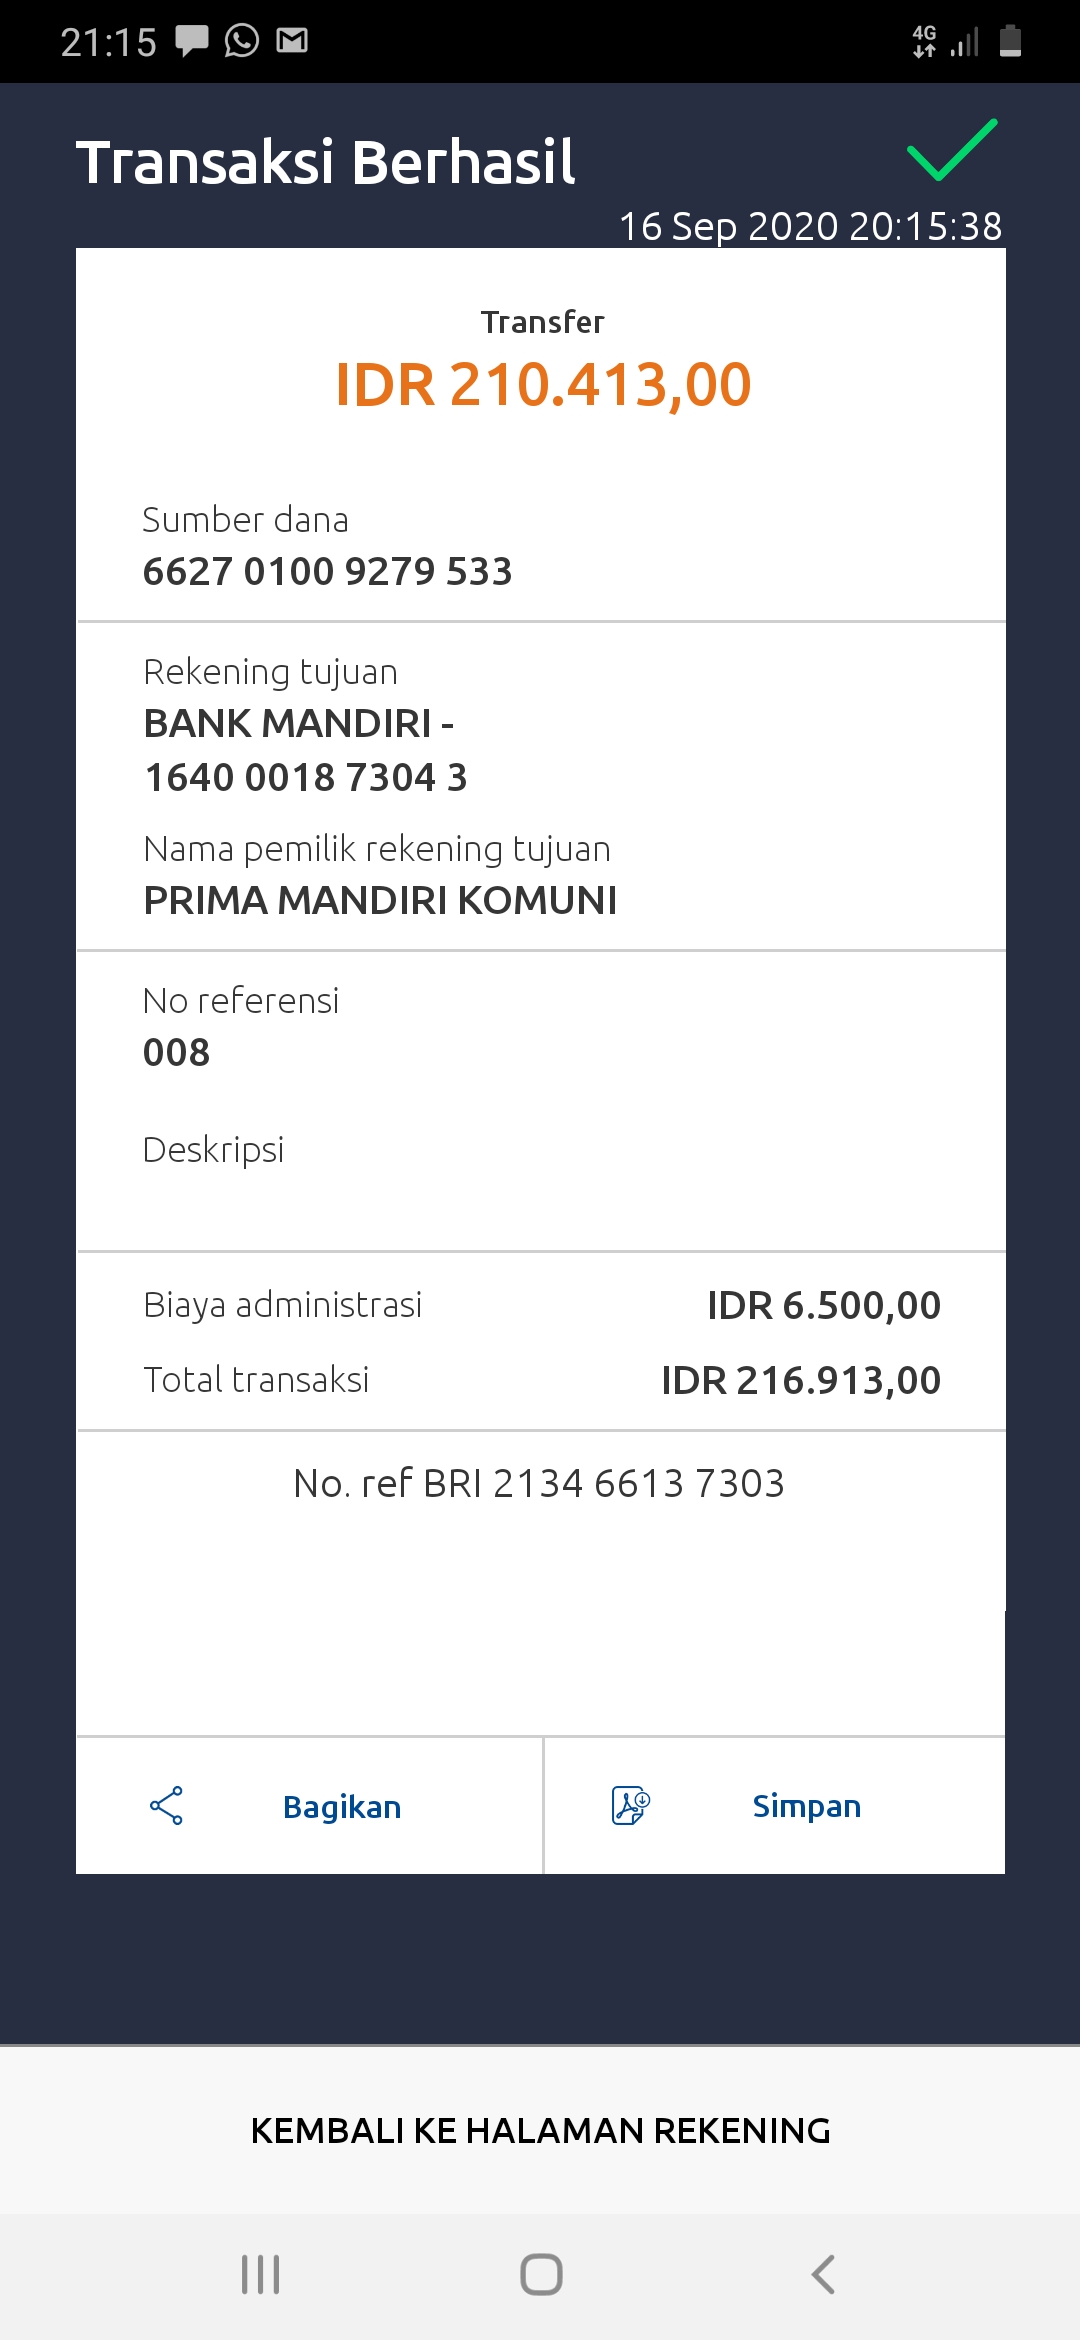 21:15
4G
Transaksi Berhasil
16 Sep 2020 20:15:38
Transfer
IDR 210.413,00
Sumber dana
6627 0100 9279 533
Rekening tujuan
BANK MANDIRI -
1640 0018 7304 3
Nama pemilik rekening tujuan
PRIMA MANDIRI KOMUNI
No referensi
008
Deskripsi
Biaya administrasi IDR 6.500,00
Total transaksi IDR 216.913,00
No. ref BRI 2134 6613 7303
Bagikan Simpan
KEMBALI KE HALAMAN REKENING